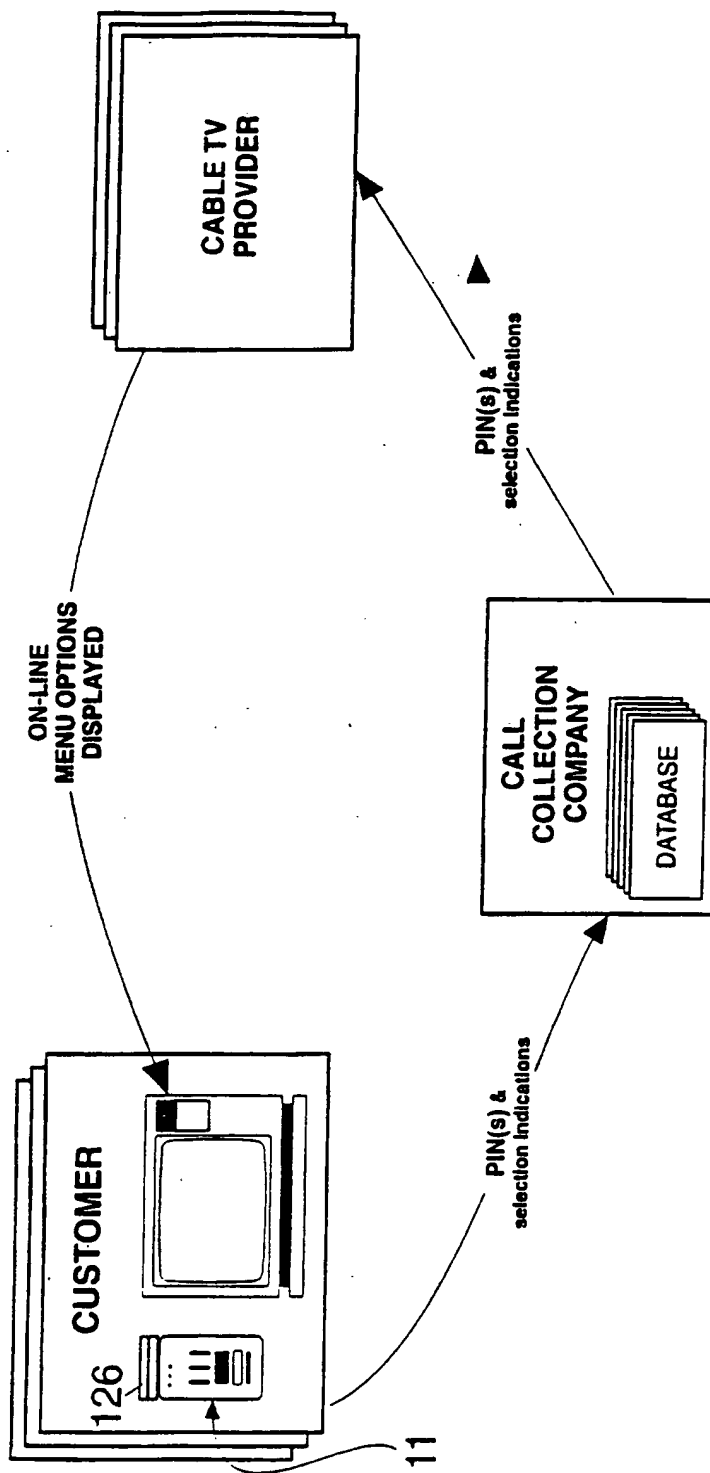 CUSTOMER
126
11
ON-LINE
MENU OPTIONS
DISPLAYED
CABLE TV
PROVIDER
PIN(s) &
selection indications
CALL
COLLECTION
COMPANY
DATABASE
PIN(s) &
selection indications